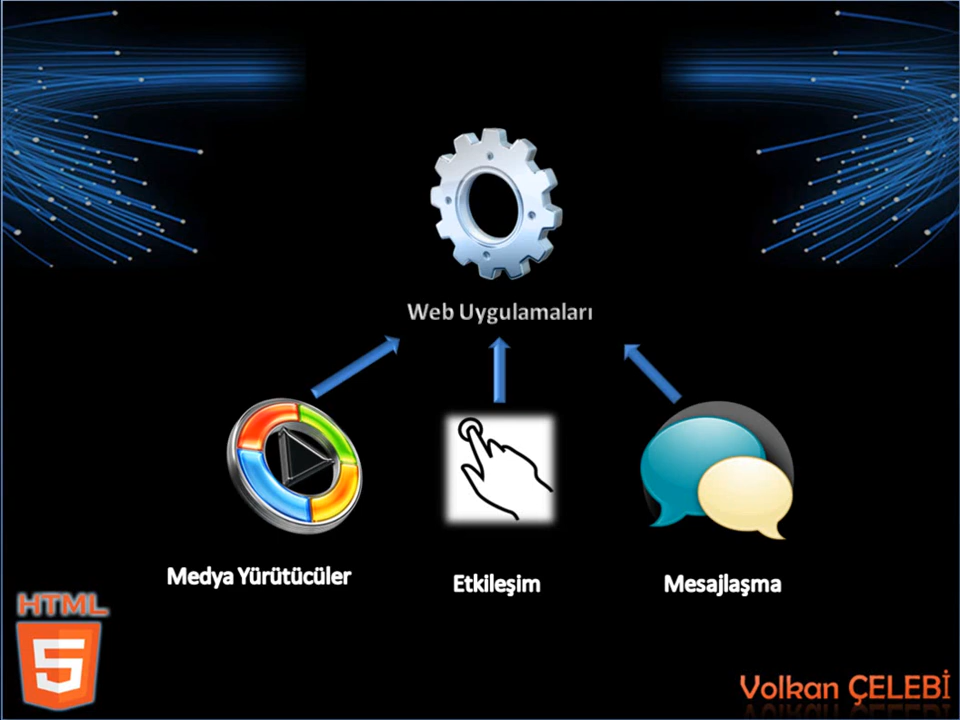 Web Uygulamaları
Medya Yürütücüler
Etkileşim
Mesajlaşma
HTML
5
Volkan ÇELEBİ